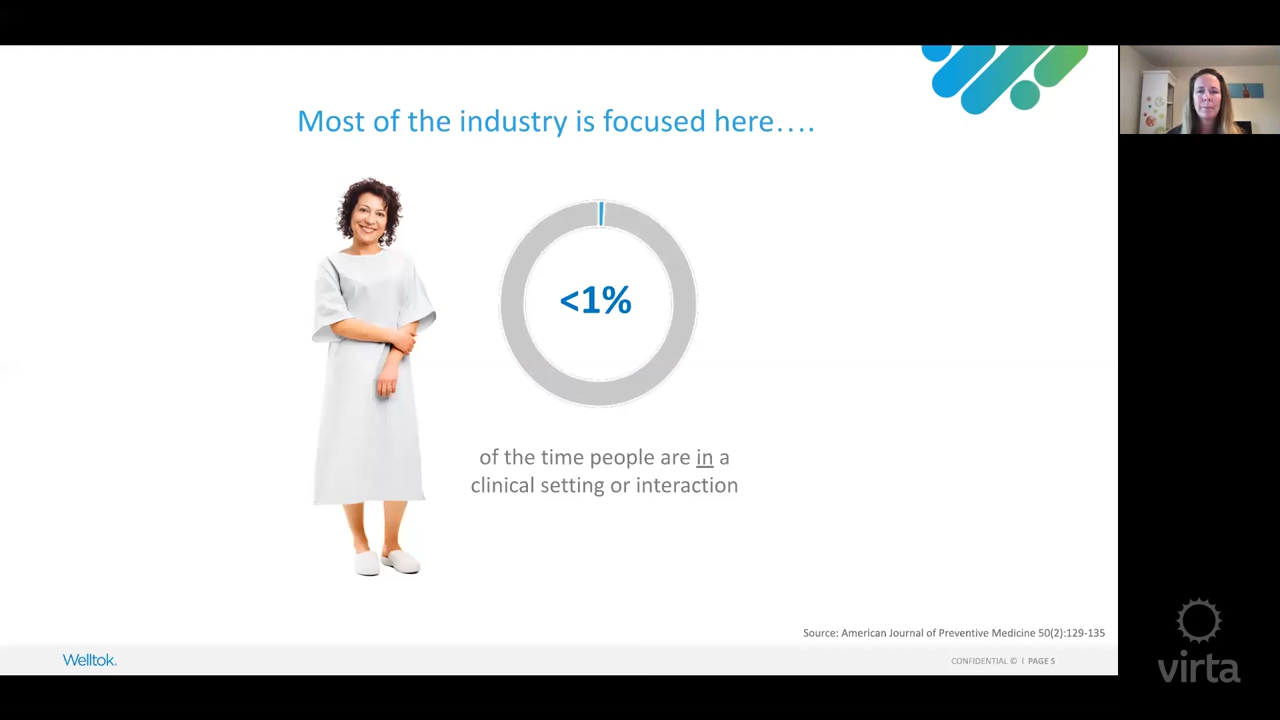 Most of the industry is focused here….
<1%
of the time people are in a
clinical setting or interaction
Source: American Journal of Preventive Medicine 50(2):129-135
Welltok.
CONFIDENTIAL © I PAGE 5
virta